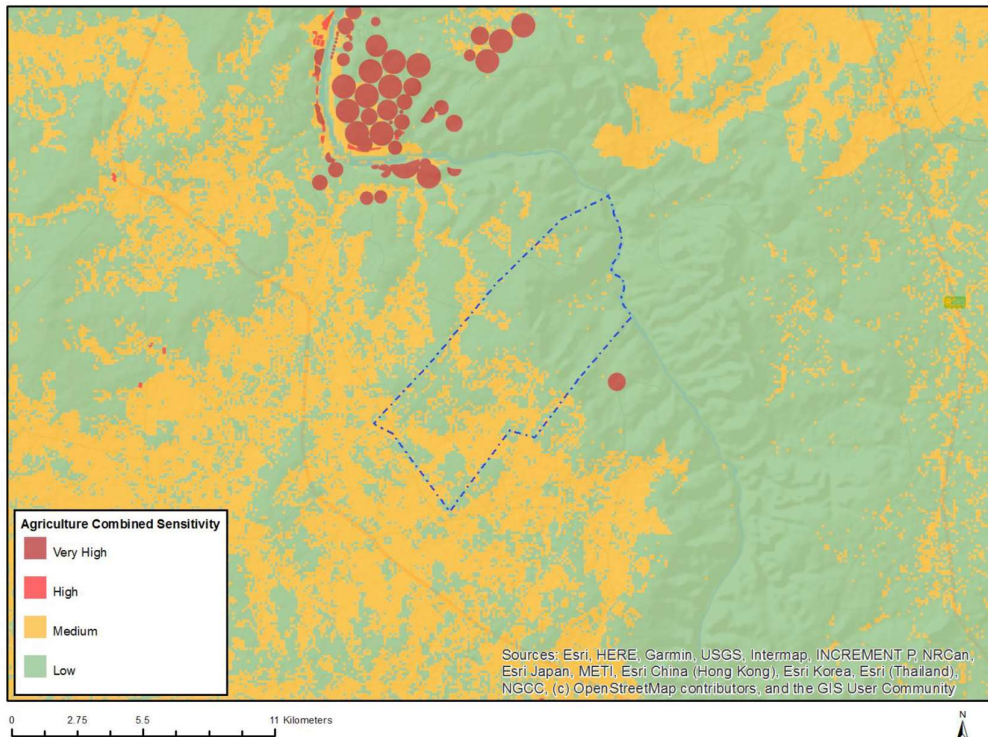 Agriculture Combined Sensitivity
Very High
High
Medium
Low
Sources: Esri, HERE, Garmin, USGS, Intermap, INCREMENT P, NRCan,
Esri Japan, METI, Esri China (Hong Kong), Esri Korea, Esri (Thailand),
NGCC, (c) OpenStreetMap contributors, and the GIS User Community
0 2.75 5.5 11 Kilometers
N